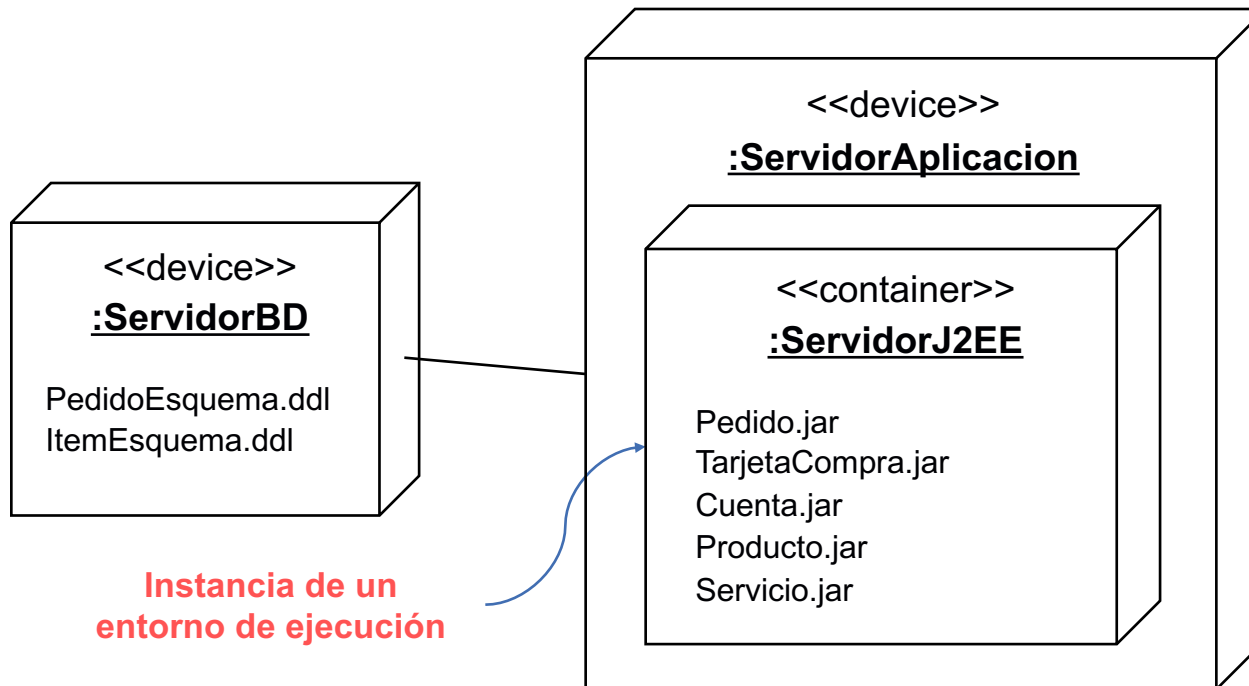 <<device>>
:ServidorAplicacion
<<device>>
:ServidorBD
PedidoEsquema.ddl
ItemEsquema.ddl
<<container>>
:ServidorJ2EE
Pedido.jar
TarjetaCompra.jar
Cuenta.jar
Producto.jar
Servicio.jar
Instancia de un
entorno de ejecución